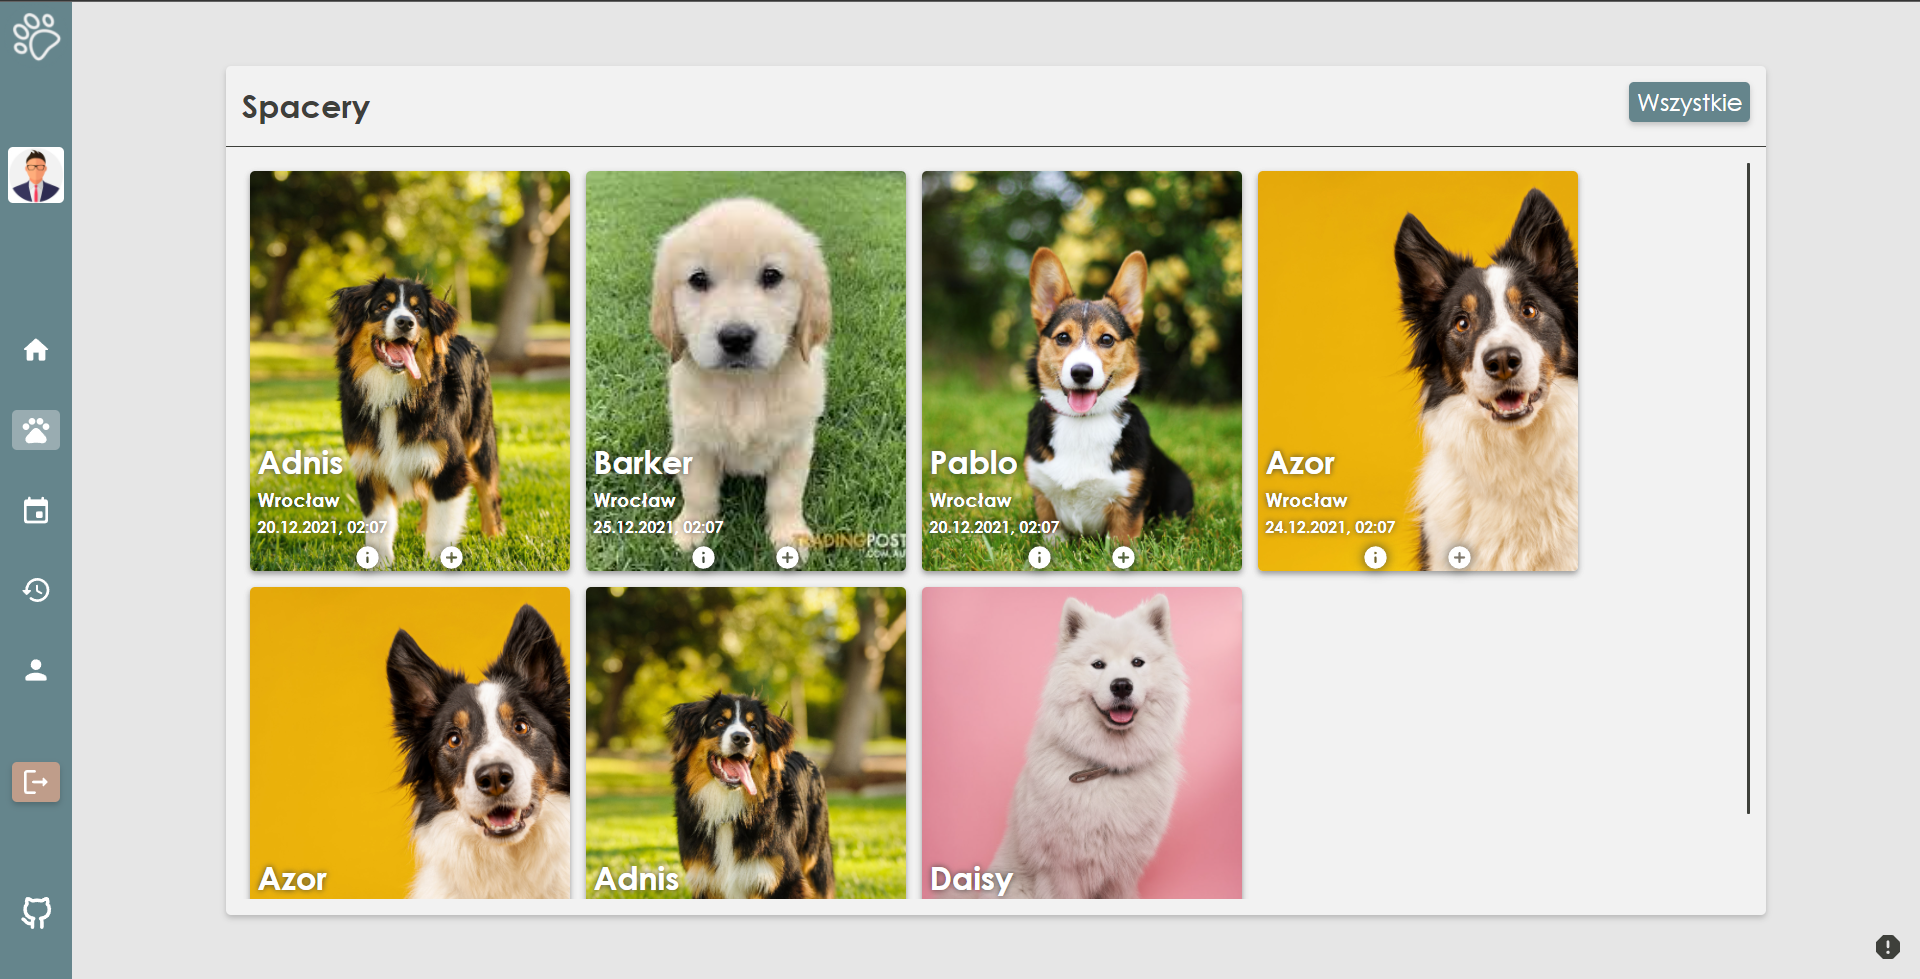 Spacery
Wszystkie
Adnis
Wrocław
20.12.2021, 02:07
Barker
Wrocław
25.12.2021, 02:07
TRADINGPOST
.COM.AU
Pablo
Wrocław
20.12.2021, 02:07
Azor
Wrocław
24.12.2021, 02:07
Azor
Adnis
Daisy